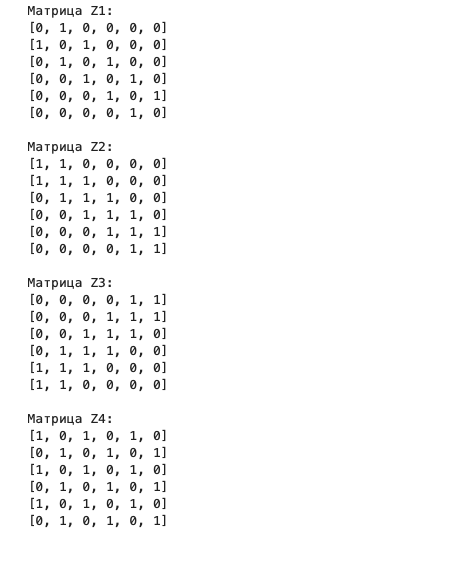 Матрица Z1:
[0, 1, 0, 0, 0, 0]
[1, 0, 1, 0, 0, 0]
[0, 1, 0, 1, 0, 0]
[0, 0, 1, 0, 1, 0]
[0, 0, 0, 1, 0, 1]
[0, 0, 0, 0, 1, 0]
Матрица Z2:
[1, 1, 0, 0, 0, 0]
[1, 1, 1, 0, 0, 0]
[0, 1, 1, 1, 0, 0]
[0, 0, 1, 1, 1, 0]
[0, 0, 0, 1, 1, 1]
[0, 0, 0, 0, 1, 1]
Матрица Z3:
[0, 0, 0, 0, 1, 1]
[0, 0, 0, 1, 1, 1]
[0, 0, 1, 1, 1, 0]
[0, 1, 1, 1, 0, 0]
[1, 1, 1, 0, 0, 0]
[1, 1, 0, 0, 0, 0]
Матрица Z4:
[1, 0, 1, 0, 1, 0]
[0, 1, 0, 1, 0, 1]
[1, 0, 1, 0, 1, 0]
[0, 1, 0, 1, 0, 1]
[1, 0, 1, 0, 1, 0]
[0, 1, 0, 1, 0, 1]